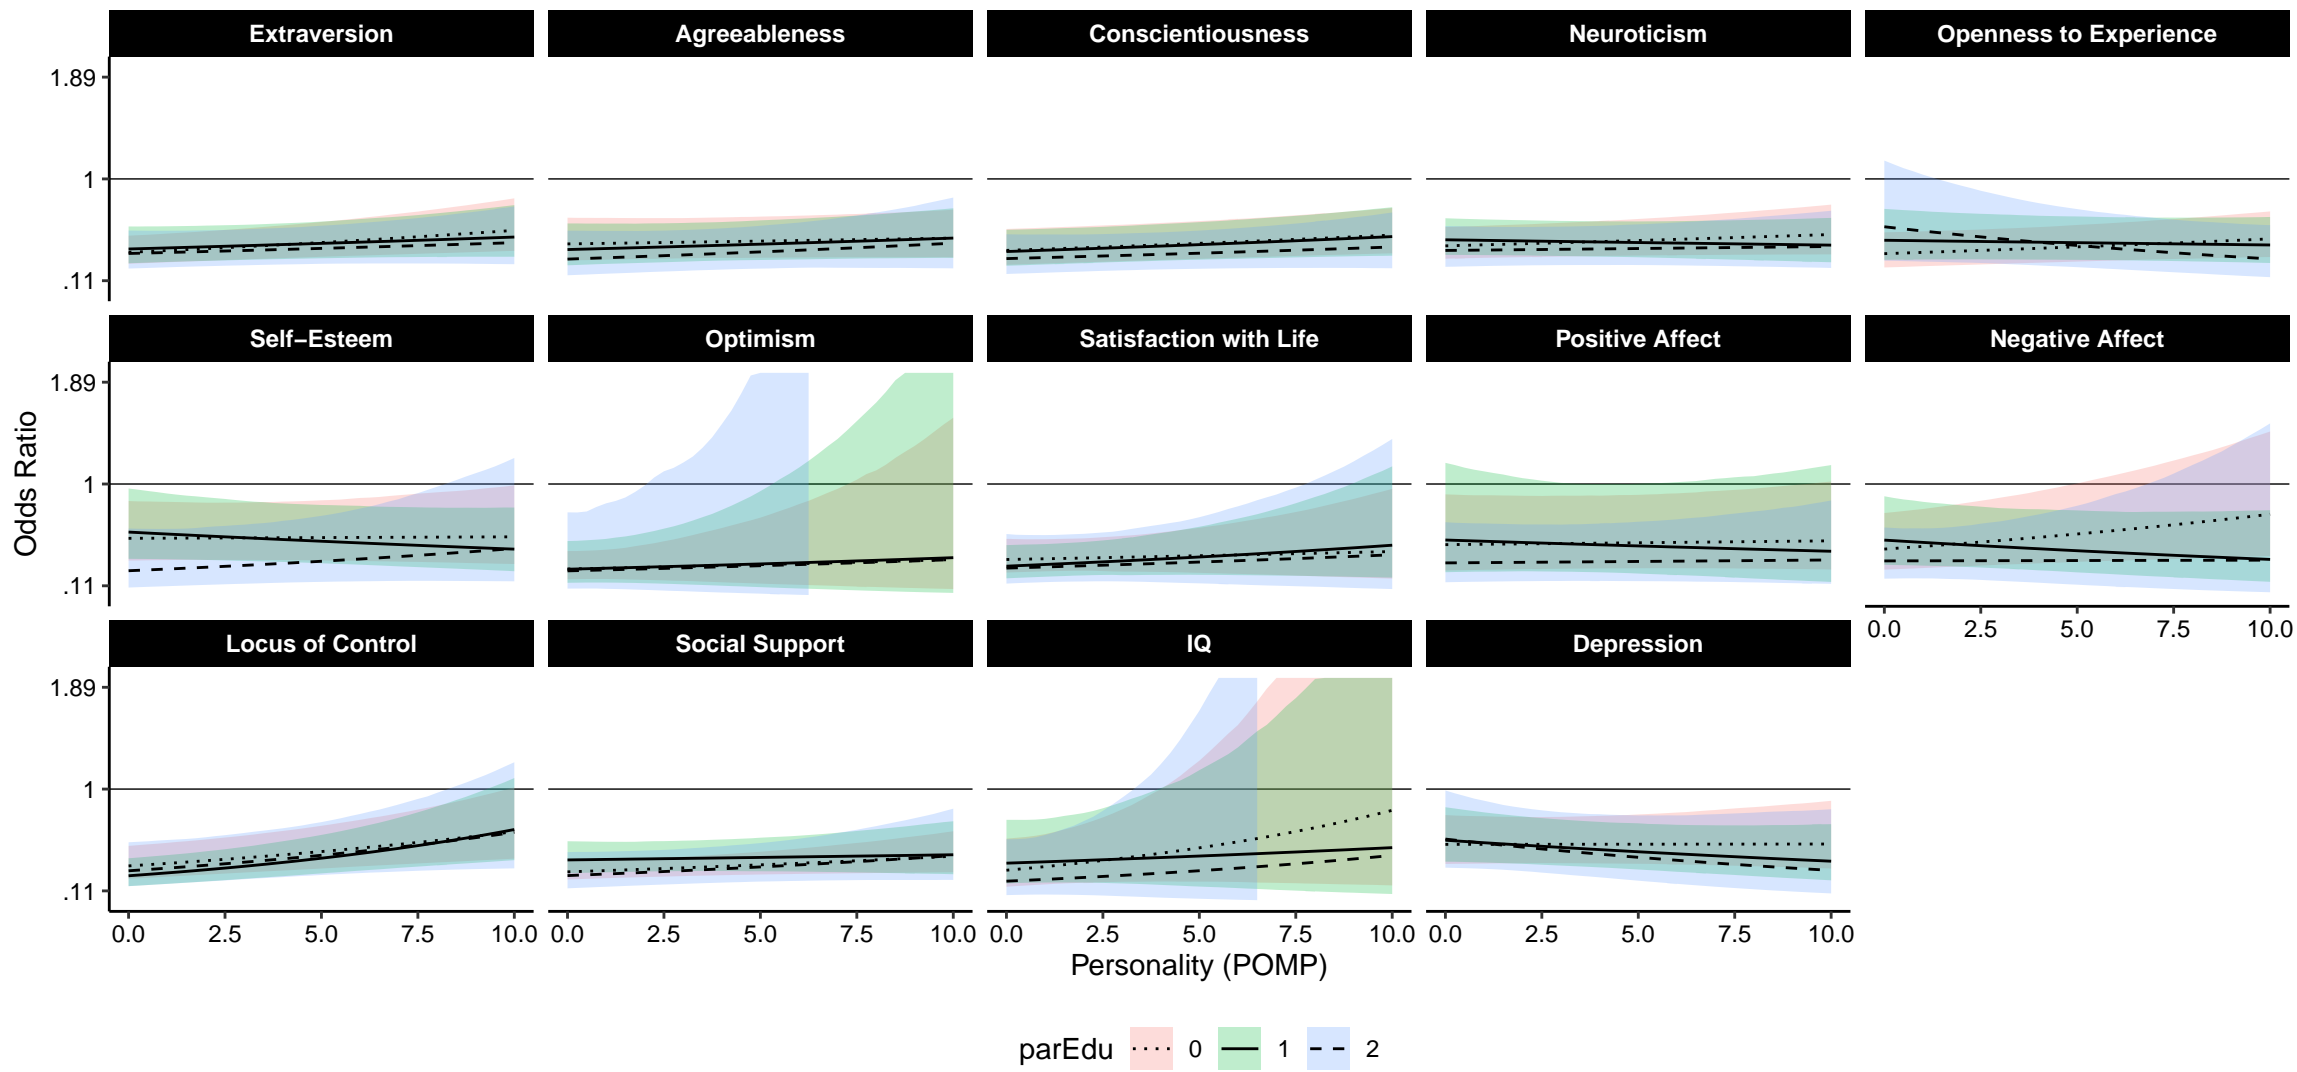 Extraversion Agreeableness Conscientiousness Neuroticism Openness to Experience
1.89
1
.11
Self−Esteem Optimism Satisfaction with Life Positive Affect Negative Affect
1.89
1
.11
Odds Ratio
0.0 2.5 5.0 7.5 10.0
Locus of Control Social Support IQ Depression
1.89
1
.11
0.0 2.5 5.0 7.5 10.0 0.0 2.5 5.0 7.5 10.0 0.0 2.5 5.0 7.5 10.0 0.0 2.5 5.0 7.5 10.0
Personality (POMP)
parEdu 0 1 2